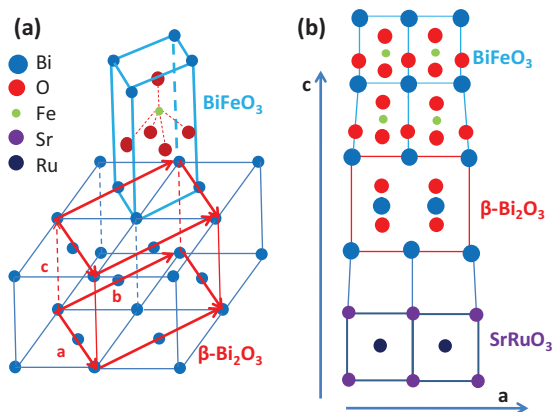 (a)
Bi
O
Fe
Sr
Ru
BiFeO₃
c
b
a
β-Bi₂O₃
(b)
c
BiFeO₃
β-Bi₂O₃
SrRuO₃
a